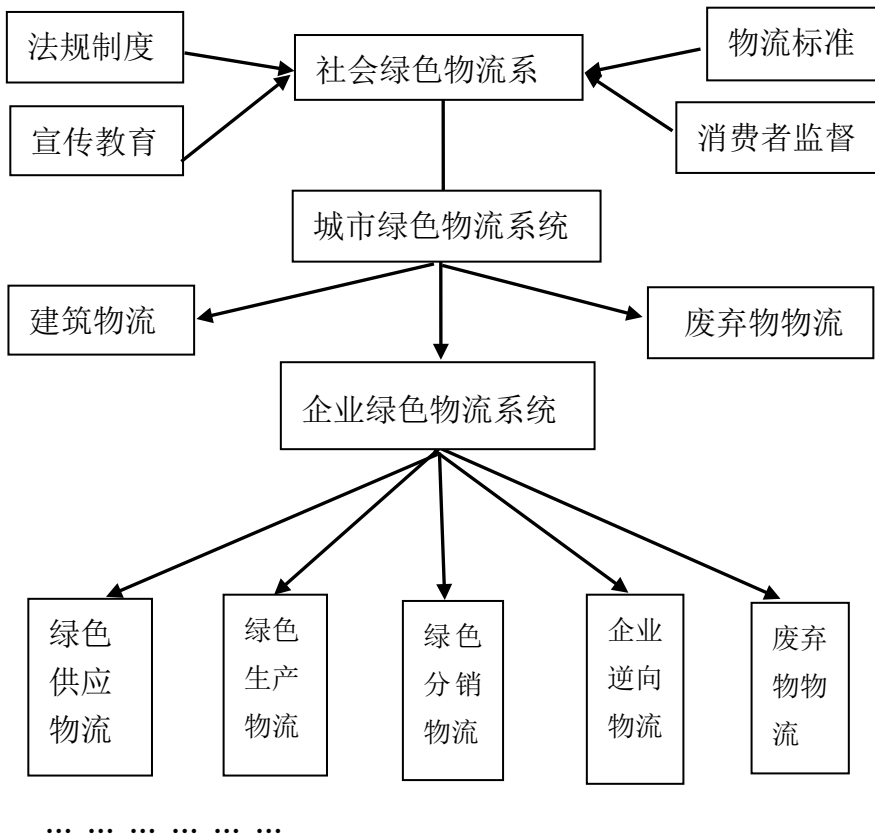 法规制度
社会绿色物流系
物流标准
宣传教育
消费者监督
城市绿色物流系统
建筑物流
废弃物物流
企业绿色物流系统
绿色
供应
物流
绿色
生产
物流
绿色
分销
物流
企业
逆向
物流
废弃
物物
流
… … … … … …